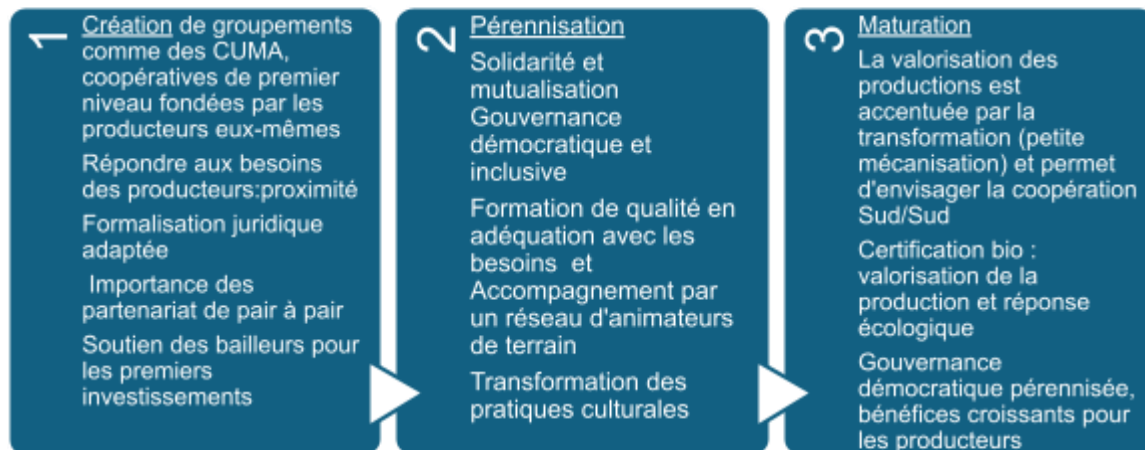 1
Création de groupements
comme des CUMA,
coopératives de premier
niveau fondées par les
producteurs eux-mêmes
Répondre aux besoins
des producteurs:proximité
Formalisation juridique
adaptée
Importance des
partenariat de pair à pair
Soutien des bailleurs pour
les premiers
investissements
2
Pérennisation
Solidarité et
mutualisation
Gouvernance
démocratique et
inclusive
Formation de qualité en
adéquation avec les
besoins et
Accompagnement par
un réseau d'animateurs
de terrain
Transformation des
pratiques culturales
3
Maturation
La valorisation des
productions est
accentuée par la
transformation (petite
mécanisation) et permet
d'envisager la coopération
Sud/Sud
Certification bio :
valorisation de la
production et réponse
écologique
Gouvernance
démocratique pérennisée,
bénéfices croissants pour
les producteurs